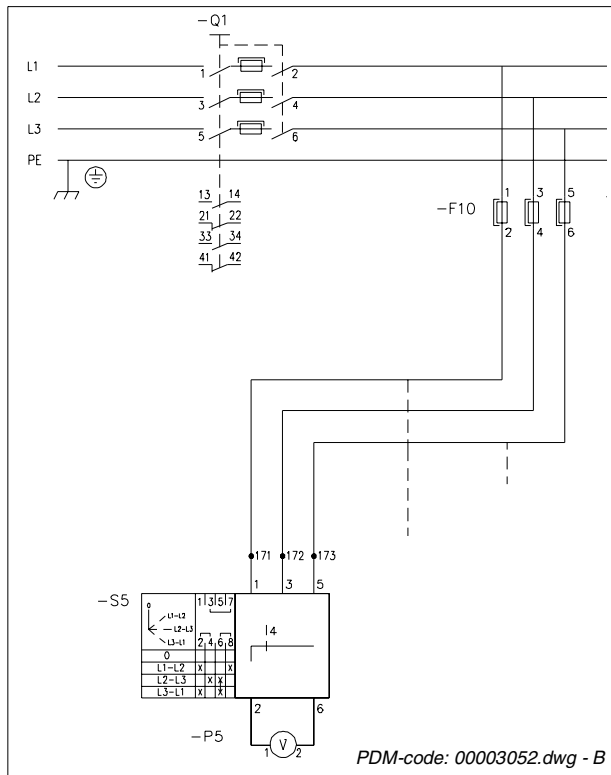 -Q1
L1 1 2
L2 3 4
L3 5 6
PE
13 14
21 22
33 34
41 42
-F10 1 3 5
2 4 6
171 172 173
-S5 1 3 5 7 1 3 5
0
L1-L2
L2-L3
L3-L1
2 4 6 8
14
0
L1-L2 x x
L2-L3 x x
L3-L1 x x
2 6
-P5 1 V 2
PDM-code: 00003052.dwg - B